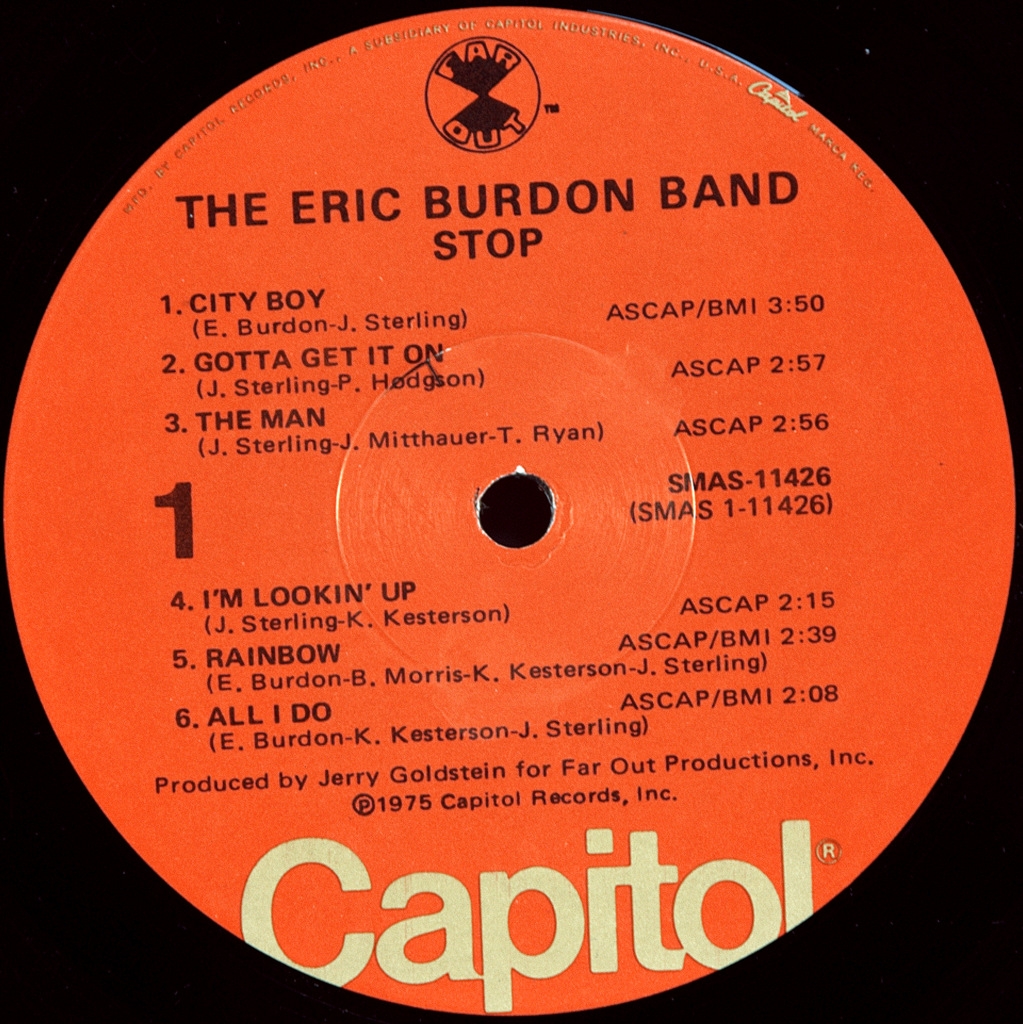 MFD. BY CAPITOL RECORDS, INC., A SUBSIDIARY OF CAPITOL INDUSTRIES, INC., U.S.A. Capitol MARCA REG.
FAR
OUT
TM
THE ERIC BURDON BAND
STOP
1. CITY BOY
(E. Burdon-J. Sterling) ASCAP/BMI 3:50
2. GOTTA GET IT ON
(J. Sterling-P. Hodgson) ASCAP 2:57
3. THE MAN
(J. Sterling-J. Mitthauer-T. Ryan) ASCAP 2:56
1
SMAS-11426
(SMAS 1-11426)
4. I'M LOOKIN' UP
(J. Sterling-K. Kesterson) ASCAP 2:15
5. RAINBOW ASCAP/BMI 2:39
(E. Burdon-B. Morris-K. Kesterson-J. Sterling)
6. ALL I DO ASCAP/BMI 2:08
(E. Burdon-K. Kesterson-J. Sterling)
Produced by Jerry Goldstein for Far Out Productions, Inc.
℗1975 Capitol Records, Inc.
Capitol®